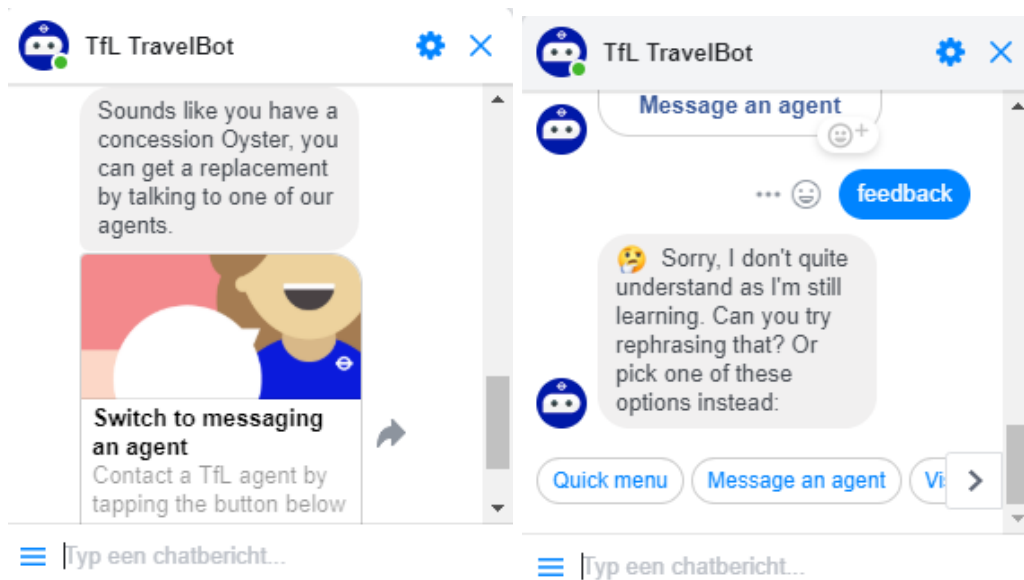 TfL TravelBot
Sounds like you have a
concession Oyster, you
can get a replacement
by talking to one of our
agents.
Switch to messaging
an agent
Contact a TfL agent by
tapping the button below
Typ een chatbericht...
TfL TravelBot
Message an agent
feedback
Sorry, I don't quite
understand as I'm still
learning. Can you try
rephrasing that? Or
pick one of these
options instead:
Quick menu
Message an agent
Typ een chatbericht...